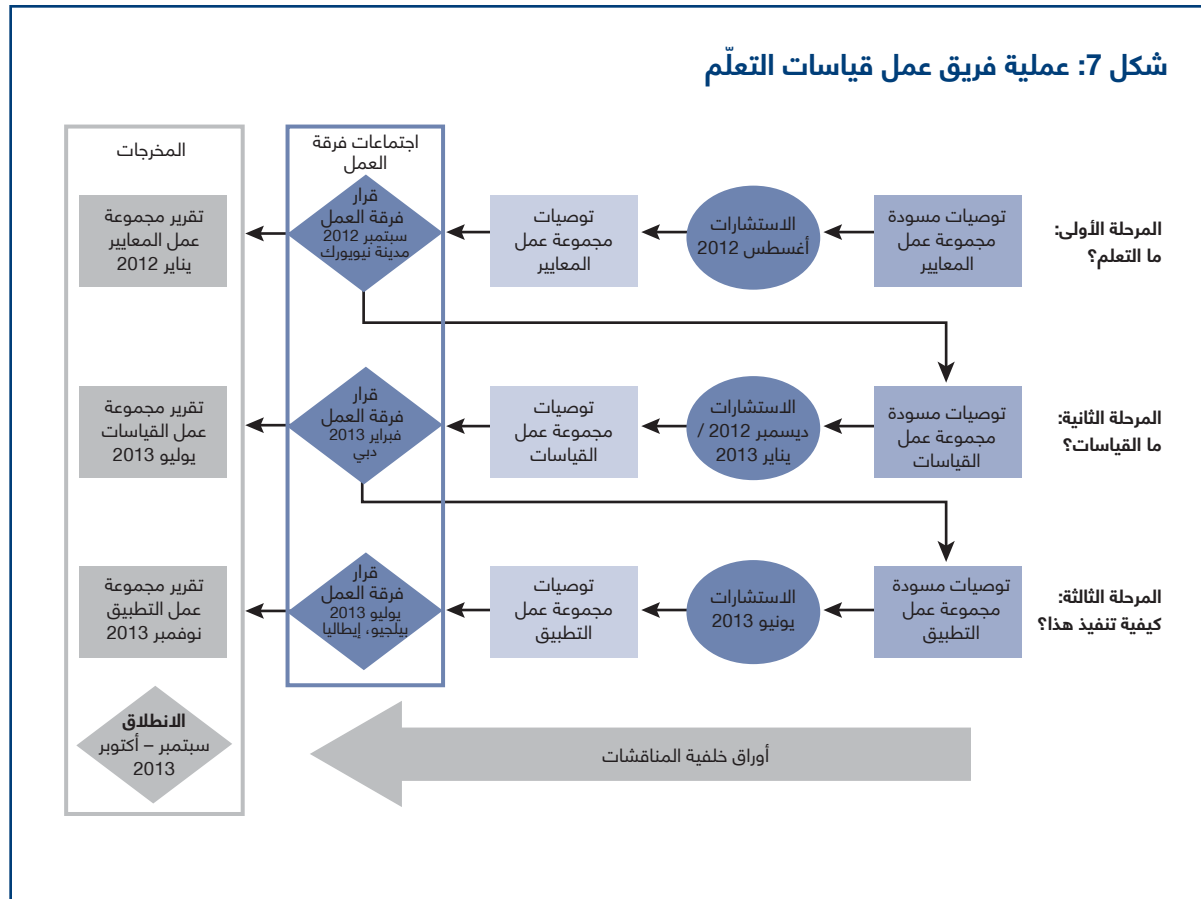 شكل 7: عملية فريق عمل قياسات التعلّم
اجتماعات فرقة
العمل
المخرجات
المرحلة الأولى:
ما التعلم؟
توصيات مسودة
مجموعة عمل
المعايير
الاستشارات
أغسطس 2012
توصيات
مجموعة عمل
المعايير
قرار
فرقة العمل
سبتمبر 2012
مدينة نيويورك
تقرير مجموعة
عمل المعايير
يناير 2012
المرحلة الثانية:
ما القياسات؟
توصيات مسودة
مجموعة عمل
القياسات
الاستشارات
ديسمبر 2012 /
يناير 2013
توصيات
مجموعة عمل
القياسات
قرار
فرقة العمل
فبراير 2013
دبي
تقرير مجموعة
عمل القياسات
يوليو 2013
المرحلة الثالثة:
كيفية تنفيذ هذا؟
توصيات مسودة
مجموعة عمل
التطبيق
الاستشارات
يونيو 2013
توصيات
مجموعة عمل
التطبيق
قرار
فرقة العمل
يوليو 2013
بيلجيو، إيطاليا
تقرير مجموعة
عمل التطبيق
نوفمبر 2013
أوراق خلفية المناقشات
الانطلاق
سبتمبر – أكتوبر
2013